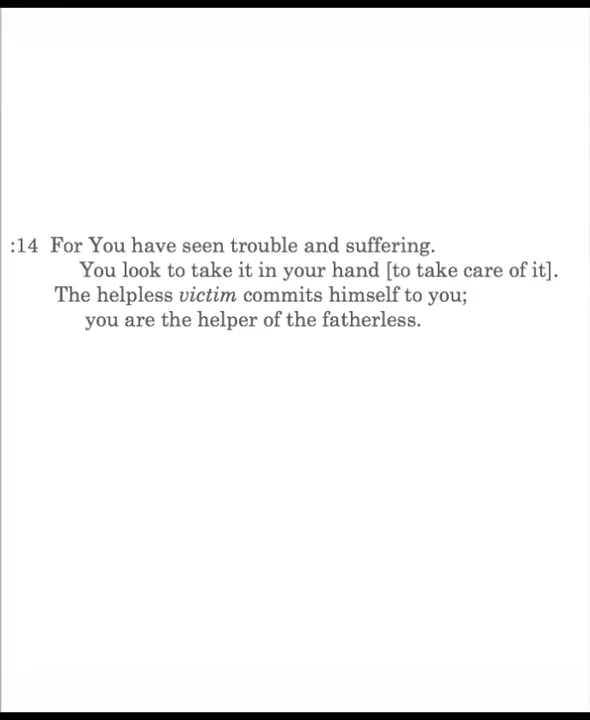 :14 For You have seen trouble and suffering.
You look to take it in your hand [to take care of it].
The helpless victim commits himself to you;
you are the helper of the fatherless.